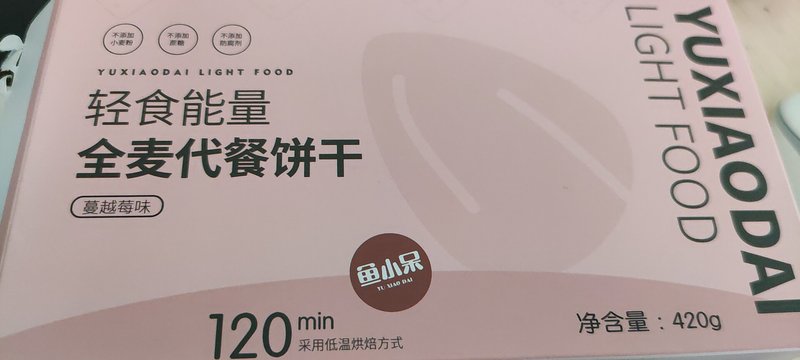 不添加
小麦粉
不添加
蔗糖
不添加
防腐剂
YUXIAODAI LIGHT FOOD
轻食能量
全麦代餐饼干
蔓越莓味
鱼小呆
YU XIAO DAI
120 min
采用低温烘焙方式
净含量：420g
YUXIAODAI
LIGHT FOOD